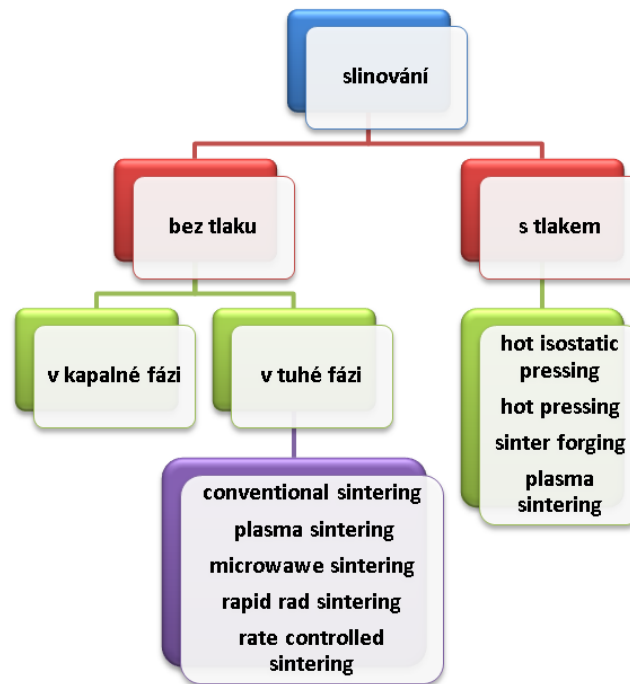 slinování
bez tlaku
s tlakem
v kapalné fázi
v tuhé fázi
hot isostatic
pressing
hot pressing
sinter forging
plasma
sintering
conventional sintering
plasma sintering
microwawe sintering
rapid rad sintering
rate controlled
sintering